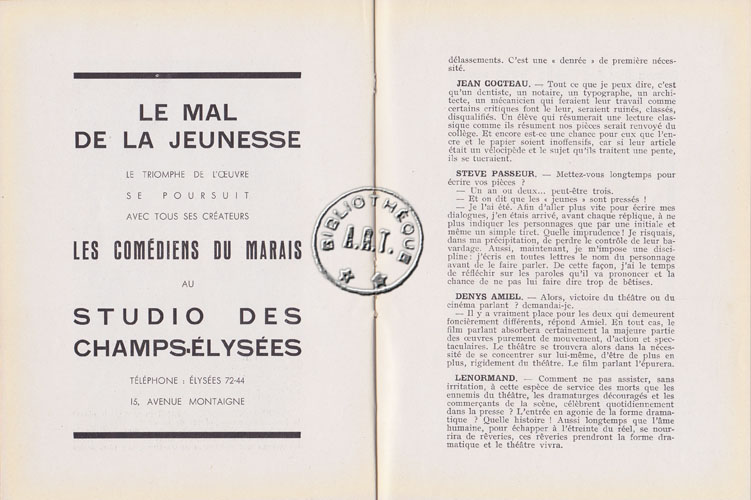 LE MAL
DE LA JEUNESSE
LE TRIOMPHE DE L'ŒUVRE
SE POURSUIT
AVEC TOUS SES CRÉATEURS
LES COMÉDIENS DU MARAIS
AU
STUDIO DES
CHAMPS-ÉLYSÉES
TÉLÉPHONE : ÉLYSÉES 72-44
15, AVENUE MONTAIGNE
BIBLIOTHÈQUE
A.R.T.
délassements. C'est une « denrée » de première néces-
sité.
JEAN COCTEAU. — Tout ce que je peux dire, c'est
qu'un dentiste, un notaire, un typographe, un archi-
tecte, un mécanicien qui feraient leur travail comme
certains critiques font le leur, seraient ruinés, classés,
disqualifiés. Un élève qui résumerait une lecture clas-
sique comme ils résument nos pièces serait renvoyé du
collège. Et encore est-ce une chance pour eux que l'en-
cre et le papier soient inoffensifs, car si leur article
était un vélocipède et le sujet qu'ils traitent une pente,
ils se tueraient.
STEVE PASSEUR. — Mettez-vous longtemps pour
écrire vos pièces ?
— Un an ou deux... peut-être trois.
— Et on dit que les « jeunes » sont pressés !
— Je l'ai été. Afin d'aller plus vite pour écrire mes
dialogues, j'en étais arrivé, avant chaque réplique, à ne
plus indiquer les personnages que par une initiale et
même un simple tiret. Quelle imprudence ! Je risquais,
dans ma précipitation, de perdre le contrôle de leur ba-
vardage. Aussi, maintenant, je m'impose une disci-
pline : j'écris en toutes lettres le nom du personnage
avant de le faire parler. De cette façon, j'ai le temps
de réfléchir sur les paroles qu'il va prononcer et la
chance de ne pas lui faire dire trop de bêtises.
DENYS AMIEL. — Alors, victoire du théâtre ou du
cinéma parlant ? demandai-je.
— Il y a vraiment place pour les deux qui demeurent
foncièrement différents, répond Amiel. En tout cas, le
film parlant absorbera certainement la majeure partie
des œuvres purement de mouvement, d'action et spec-
taculaires. Le théâtre se trouvera alors dans la néces-
sité de se concentrer sur lui-même, d'être de plus en
plus, rigidement du théâtre. Le film parlant l'épurera.
LENORMAND. — Comment ne pas assister, sans
irritation, à cette espèce de service des morts que les
ennemis du théâtre, les dramaturges découragés et les
commerçants de la scène, célèbrent quotidiennement
dans la presse ? L'entrée en agonie de la forme drama-
tique ? Quelle histoire ! Aussi longtemps que l'âme
humaine, pour échapper à l'étreinte du réel, se nour-
rira de rêveries, ces rêveries prendront la forme dra-
matique et le théâtre vivra.